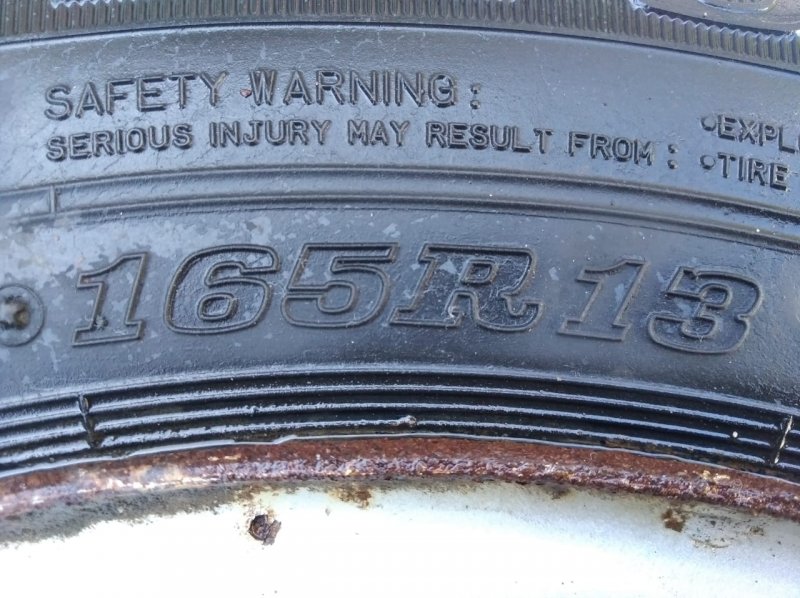 SAFETY WARNING:
SERIOUS INJURY MAY RESULT FROM: •EXPL
•TIRE
165R13